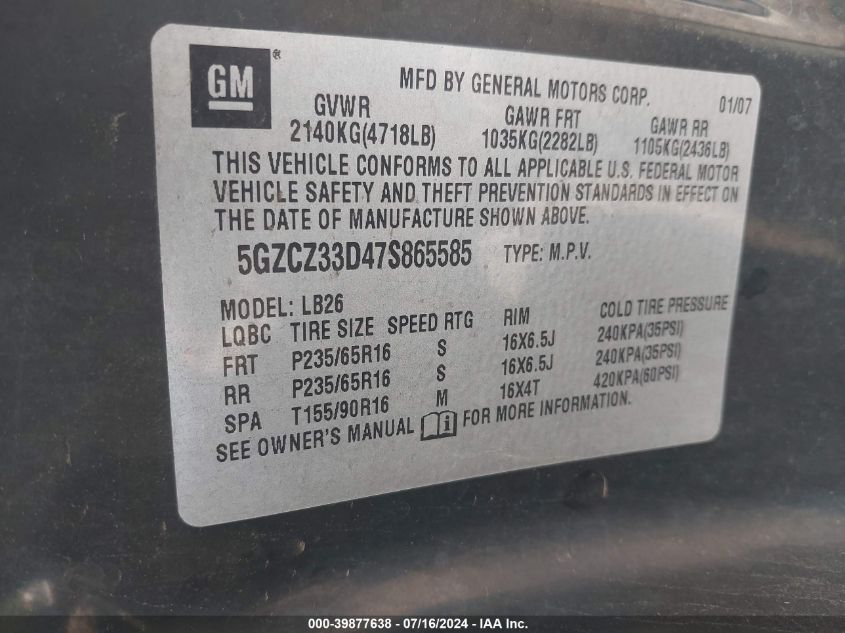 GM®
MFD BY GENERAL MOTORS CORP. 01/07
GVWR GAWR FRT GAWR RR
2140KG(4718LB) 1035KG(2282LB) 1105KG(2436LB)
THIS VEHICLE CONFORMS TO ALL APPLICABLE U.S. FEDERAL MOTOR
VEHICLE SAFETY AND THEFT PREVENTION STANDARDS IN EFFECT ON
THE DATE OF MANUFACTURE SHOWN ABOVE.
5GZCZ33D47S865585 TYPE: M.P.V.
MODEL: LB26
LQBC TIRE SIZE SPEED RTG RIM COLD TIRE PRESSURE
FRT P235/65R16 S 16X6.5J 240KPA(35PSI)
RR P235/65R16 S 16X6.5J 240KPA(35PSI)
SPA T155/90R16 M 16X4T 420KPA(60PSI)
SEE OWNER'S MANUAL i FOR MORE INFORMATION.
000-39877638 - 07/16/2024 - IAA Inc.